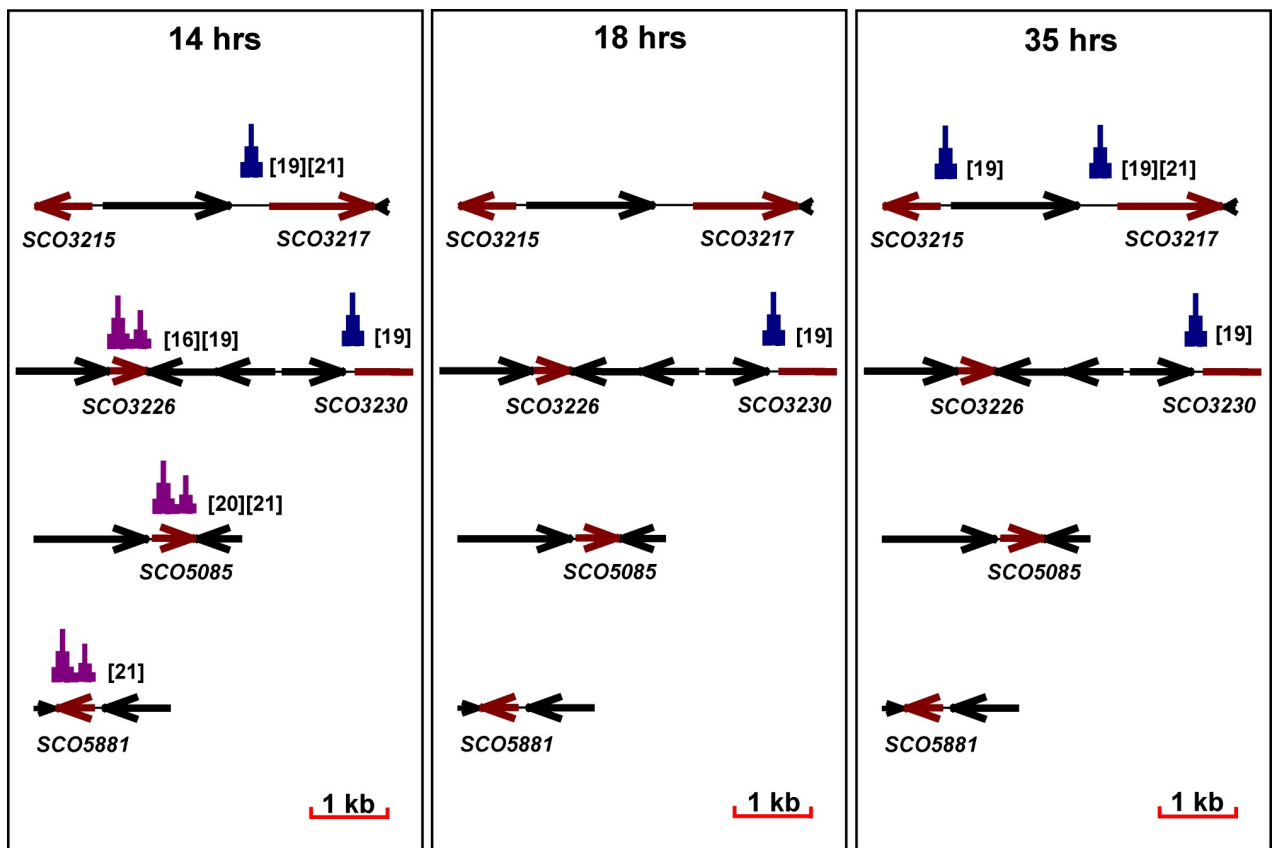 14 hrs
[19][21]
SCO3215 SCO3217
[16][19] [19]
SCO3226 SCO3230
[20][21]
SCO5085
[21]
SCO5881
1 kb
18 hrs
SCO3215 SCO3217
[19]
SCO3226 SCO3230
SCO5085
SCO5881
1 kb
35 hrs
[19] [19][21]
SCO3215 SCO3217
[19]
SCO3226 SCO3230
SCO5085
SCO5881
1 kb